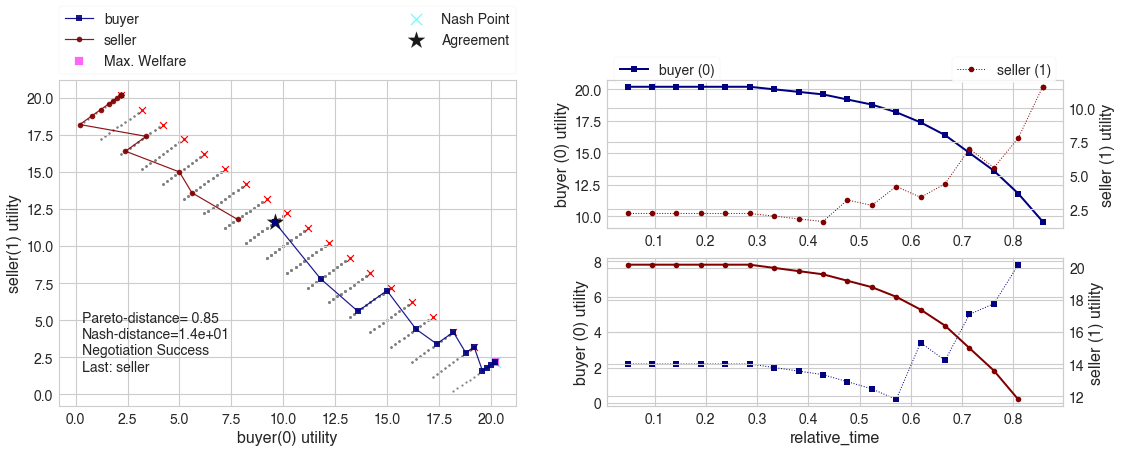 buyer
seller
Max. Welfare
Nash Point
Agreement
20.0
17.5
15.0
12.5
10.0
7.5
5.0
2.5
0.0
seller(1) utility
Pareto-distance= 0.85
Nash-distance=1.4e+01
Negotiation Success
Last: seller
0.0 2.5 5.0 7.5 10.0 12.5 15.0 17.5 20.0
buyer(0) utility
buyer (0)
seller (1)
20.0
17.5
15.0
12.5
10.0
buyer (0) utility
10.0
7.5
5.0
2.5
seller (1) utility
0.1 0.2 0.3 0.4 0.5 0.6 0.7 0.8
8
6
4
2
0
buyer (0) utility
20
18
16
14
12
seller (1) utility
0.1 0.2 0.3 0.4 0.5 0.6 0.7 0.8
relative_time